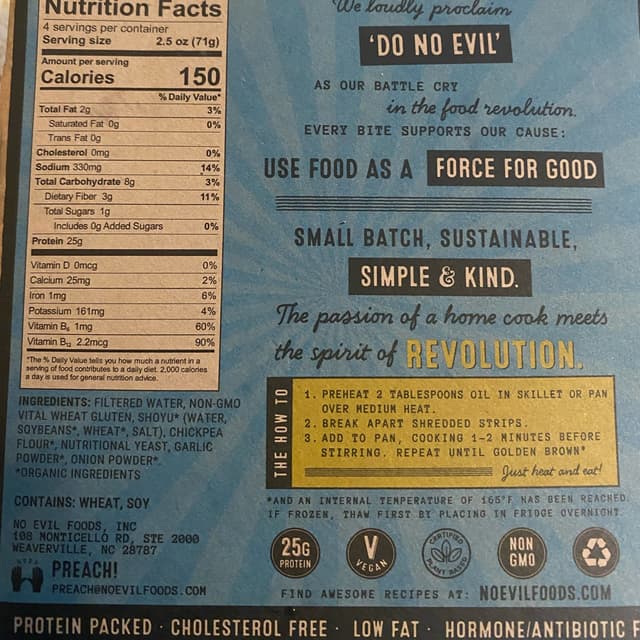 Nutrition Facts
4 servings per container
Serving size 2.5 oz (71g)
Amount per serving
Calories 150
% Daily Value*
Total Fat 2g 3%
Saturated Fat 0g 0%
Trans Fat 0g
Cholesterol 0mg 0%
Sodium 330mg 14%
Total Carbohydrate 8g 3%
Dietary Fiber 3g 11%
Total Sugars 1g
Includes 0g Added Sugars 0%
Protein 25g
Vitamin D 0mcg 0%
Calcium 25mg 2%
Iron 1mg 6%
Potassium 161mg 4%
Vitamin B₆ 1mg 60%
Vitamin B₁₂ 2.2mcg 90%
*The % Daily Value tells you how much a nutrient in a
serving of food contributes to a daily diet. 2,000 calories
a day is used for general nutrition advice.
INGREDIENTS: FILTERED WATER, NON-GMO
VITAL WHEAT GLUTEN, SHOYU* (WATER,
SOYBEANS*, WHEAT*, SALT), CHICKPEA
FLOUR*, NUTRITIONAL YEAST, GARLIC
POWDER*, ONION POWDER*.
*ORGANIC INGREDIENTS
CONTAINS: WHEAT, SOY
NO EVIL FOODS, INC
108 MONTICELLO RD, STE 2000
WEAVERVILLE, NC 28787
PREACH!
PREACH@NOEVILFOODS.COM
We loudly proclaim
'DO NO EVIL'
AS OUR BATTLE CRY
in the food revolution.
EVERY BITE SUPPORTS OUR CAUSE:
USE FOOD AS A FORCE FOR GOOD
SMALL BATCH, SUSTAINABLE,
SIMPLE & KIND.
The passion of a home cook meets
the spirit of REVOLUTION.
THE HOW TO
1. PREHEAT 2 TABLESPOONS OIL IN SKILLET OR PAN
OVER MEDIUM HEAT.
2. BREAK APART SHREDDED STRIPS.
3. ADD TO PAN, COOKING 1-2 MINUTES BEFORE
STIRRING. REPEAT UNTIL GOLDEN BROWN*
Just heat and eat!
*AND AN INTERNAL TEMPERATURE OF 165°F HAS BEEN REACHED.
IF FROZEN, THAW FIRST BY PLACING IN FRIDGE OVERNIGHT.
25G
PROTEIN
V
VEGAN
CERTIFIED
PLANT BASED
NON
GMO
FIND AWESOME RECIPES AT: NOEVILFOODS.COM
PROTEIN PACKED · CHOLESTEROL FREE · LOW FAT · HORMONE/ANTIBIOTIC F